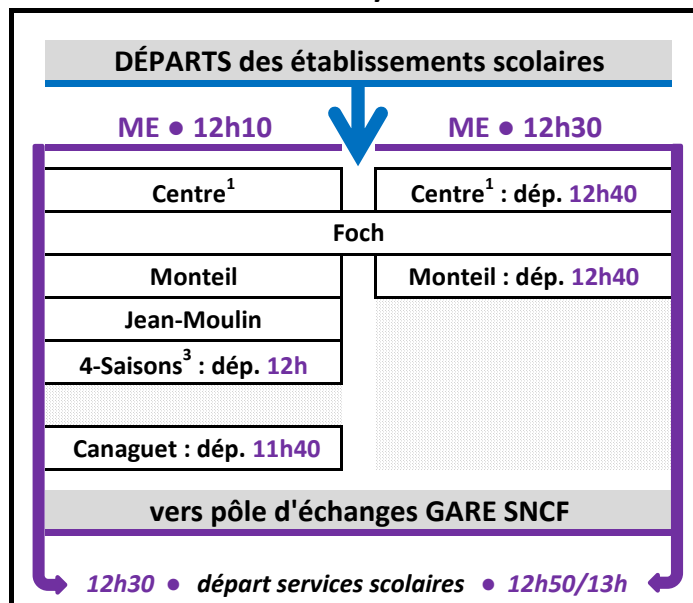 DÉPARTS des établissements scolaires
ME ● 12h10 ME ● 12h30
Centre¹ Centre¹ : dép. 12h40
Foch
Monteil Monteil : dép. 12h40
Jean-Moulin
4-Saisons³ : dép. 12h
Canaguet : dép. 11h40
vers pôle d'échanges GARE SNCF
12h30 ● départ services scolaires ● 12h50/13h